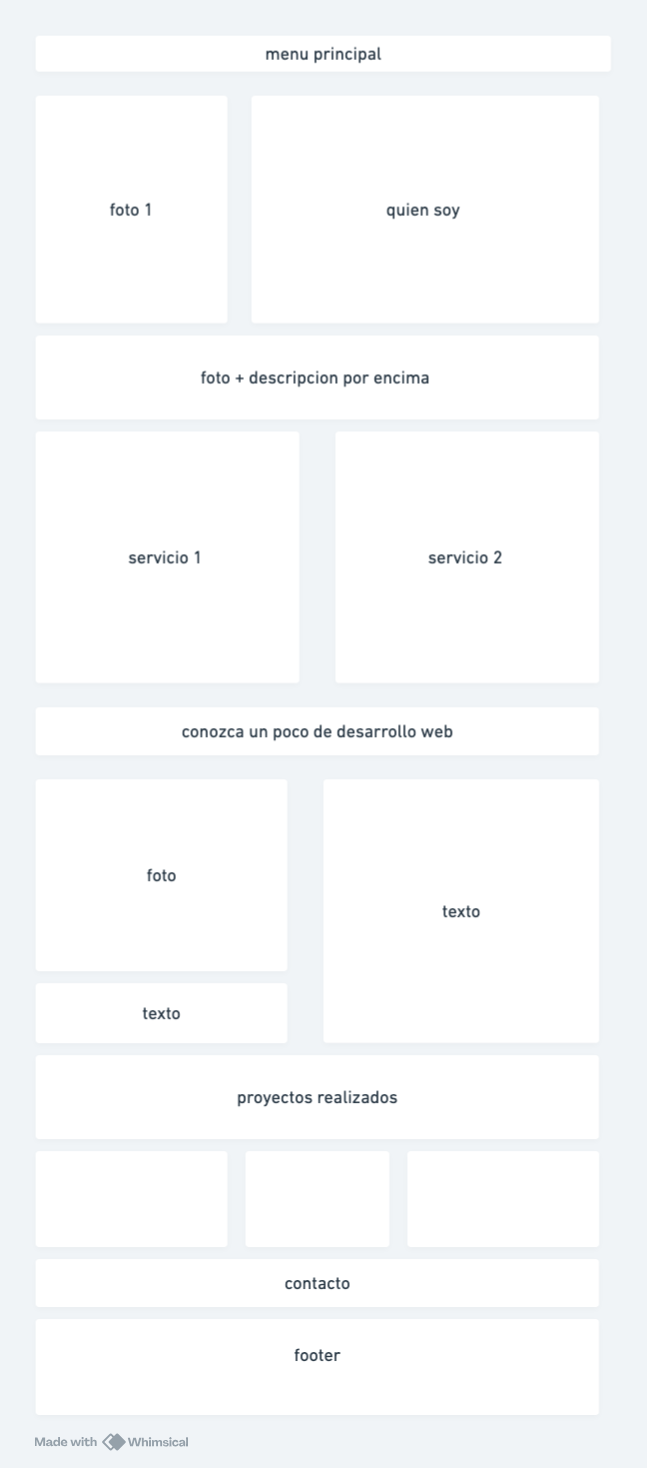 menu principal
foto 1
quien soy
foto + descripcion por encima
servicio 1
servicio 2
conozca un poco de desarrollo web
foto
texto
texto
proyectos realizados
contacto
footer
Made with Whimsical